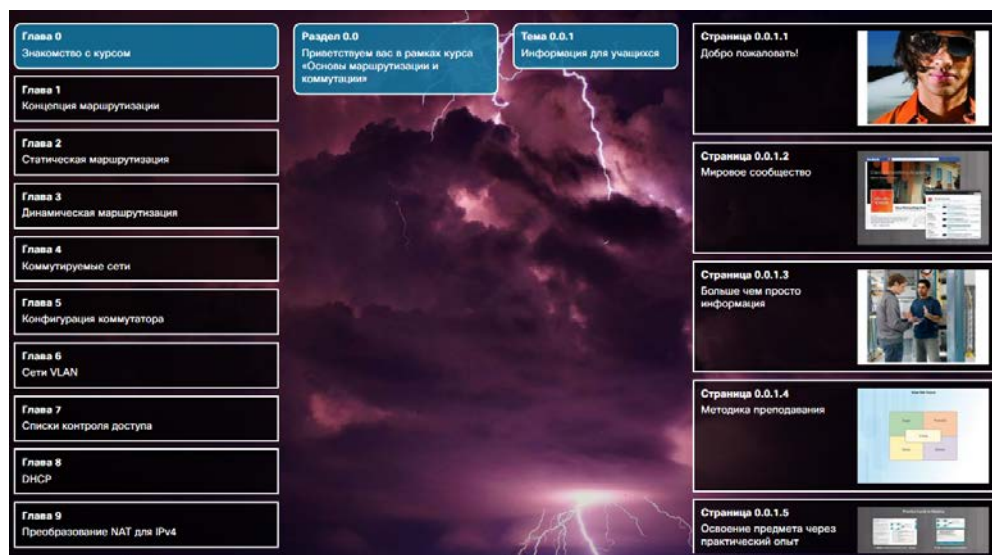 Глава 0
Знакомство с курсом
Глава 1
Концепция маршрутизации
Глава 2
Статическая маршрутизация
Глава 3
Динамическая маршрутизация
Глава 4
Коммутируемые сети
Глава 5
Конфигурация коммутатора
Глава 6
Сети VLAN
Глава 7
Списки контроля доступа
Глава 8
DHCP
Глава 9
Преобразование NAT для IPv4
Раздел 0.0
Приветствуем вас в рамках курса
«Основы маршрутизации и
коммутации»
Тема 0.0.1
Информация для учащихся
Страница 0.0.1.1
Добро пожаловать!
Страница 0.0.1.2
Мировое сообщество
Страница 0.0.1.3
Больше чем просто
информация
Страница 0.0.1.4
Методика преподавания
Страница 0.0.1.5
Освоение предмета через
практический опыт